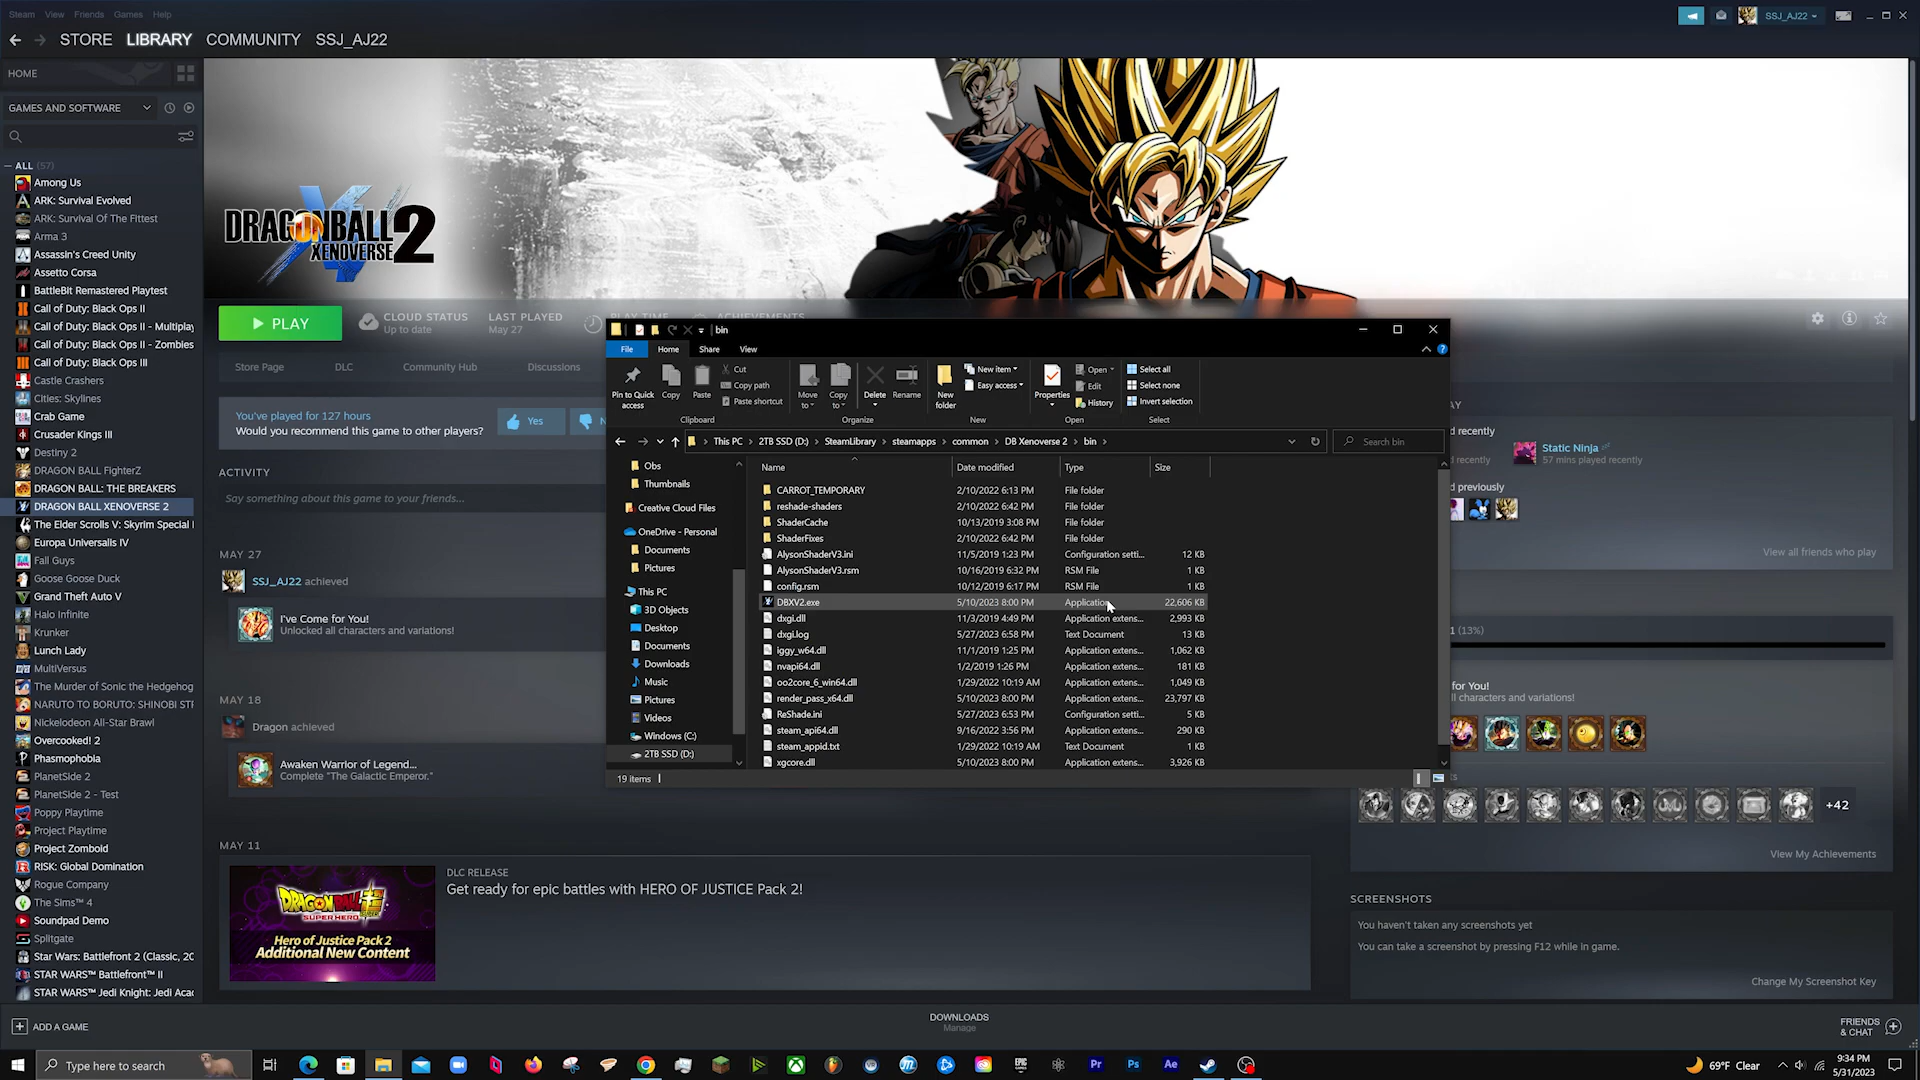 Steam View Friends Games Help
SSJ_AJ22
STORE LIBRARY COMMUNITY SSJ_AJ22
HOME
GAMES AND SOFTWARE
ALL (57)
Among Us
ARK: Survival Evolved
ARK: Survival Of The Fittest
Arma 3
Assassin's Creed Unity
Assetto Corsa
BattleBit Remastered Playtest
Call of Duty: Black Ops II
Call of Duty: Black Ops II - Multiplay
Call of Duty: Black Ops II - Zombies
Call of Duty: Black Ops III
Castle Crashers
Cities: Skylines
Crab Game
Crusader Kings III
Destiny 2
DRAGON BALL FighterZ
DRAGON BALL: THE BREAKERS
DRAGON BALL XENOVERSE 2
The Elder Scrolls V: Skyrim Special
Europa Universalis IV
Fall Guys
Goose Goose Duck
Grand Theft Auto V
Halo Infinite
Krunker
Lunch Lady
MultiVersus
The Murder of Sonic the Hedgehog
NARUTO TO BORUTO: SHINOBI STR
Nickelodeon All-Star Brawl
Overcooked! 2
Phasmophobia
PlanetSide 2
PlanetSide 2 - Test
Poppy Playtime
Project Playtime
Project Zomboid
RISK: Global Domination
Rogue Company
The Sims™ 4
Soundpad Demo
Splitgate
Star Wars: Battlefront 2 (Classic, 20
STAR WARS™ Battlefront™ II
STAR WARS™ Jedi Knight: Jedi Aca
ADD A GAME
DRAGONBALL
XENOVERSE 2
PLAY
CLOUD STATUS
Up to date
LAST PLAYED
May 27
PLAY TIME
ACHIEVEMENTS
Store Page DLC Community Hub Discussions
You've played for 127 hours
Would you recommend this game to other players?
Yes
N
ACTIVITY
Say something about this game to your friends...
MAY 27
SSJ_AJ22 achieved
I've Come for You!
Unlocked all characters and variations!
MAY 18
Dragon achieved
Awaken Warrior of Legend...
Complete "The Galactic Emperor."
MAY 11
DRAGONBALL
SUPER HERO
Hero of Justice Pack 2
Additional New Content
DLC RELEASE
Get ready for epic battles with HERO OF JUSTICE Pack 2!
bin
File Home Share View
Pin to Quick access
Copy
Paste
Cut
Copy path
Paste shortcut
Clipboard
Move to
Copy to
Delete
Rename
Organize
New folder
New item
Easy access
New
Properties
Open
Edit
History
Open
Select all
Select none
Invert selection
Select
This PC > 2TB SSD (D:) > SteamLibrary > steamapps > common > DB Xenoverse 2 > bin >
Search bin
Obs
Thumbnails
Creative Cloud Files
OneDrive - Personal
Documents
Pictures
This PC
3D Objects
Desktop
Documents
Downloads
Music
Pictures
Videos
Windows (C:)
2TB SSD (D:)
Name Date modified Type Size
CARROT_TEMPORARY 2/10/2022 6:13 PM File folder
reshade-shaders 2/10/2022 6:42 PM File folder
ShaderCache 10/13/2019 3:08 PM File folder
ShaderFixes 2/10/2022 6:42 PM File folder
AlysonShaderV3.ini 11/5/2019 1:23 PM Configuration setti... 12 KB
AlysonShaderV3.rsm 10/16/2019 6:32 PM RSM File 1 KB
config.rsm 10/12/2019 6:17 PM RSM File 1 KB
DBXV2.exe 5/10/2023 8:00 PM Application 22,606 KB
dxgi.dll 11/3/2019 4:49 PM Application extens... 2,993 KB
dxgi.log 5/27/2023 6:58 PM Text Document 13 KB
iggy_w64.dll 11/1/2019 1:25 PM Application extens... 1,062 KB
nvapi64.dll 1/2/2019 1:26 PM Application extens... 181 KB
oo2core_6_win64.dll 1/29/2022 10:19 AM Application extens... 1,049 KB
render_pass_x64.dll 5/10/2023 8:00 PM Application extens... 23,797 KB
ReShade.ini 5/27/2023 6:53 PM Configuration setti... 5 KB
steam_api64.dll 9/16/2022 3:56 PM Application extens... 290 KB
steam_appid.txt 1/29/2022 10:19 AM Text Document 1 KB
xgcore.dll 5/10/2023 8:00 PM Application extens... 3,926 KB
19 items
AY
d recently
recently
Static Ninja
57 mins played recently
d previously
View all friends who play
1 (13%)
for You!
ll characters and variations!
ts
+42
View My Achievements
SCREENSHOTS
You haven't taken any screenshots yet
You can take a screenshot by pressing F12 while in game.
Change My Screenshot Key
DOWNLOADS
Manage
FRIENDS
& CHAT
Type here to search
EPIC GAMES
Pr
Ps
Ae
69°F Clear
9:34 PM
5/31/2023